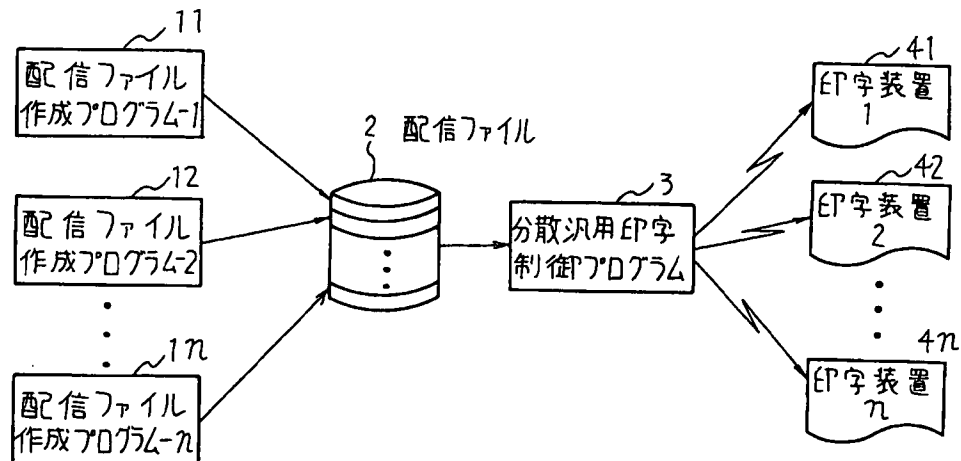 11
配信ファイル
作成プログラム-1
12
配信ファイル
作成プログラム-2
1n
配信ファイル
作成プログラム-n
2 配信ファイル
3
分散汎用印字
制御プログラム
41
印字装置
1
42
印字装置
2
4n
印字装置
n